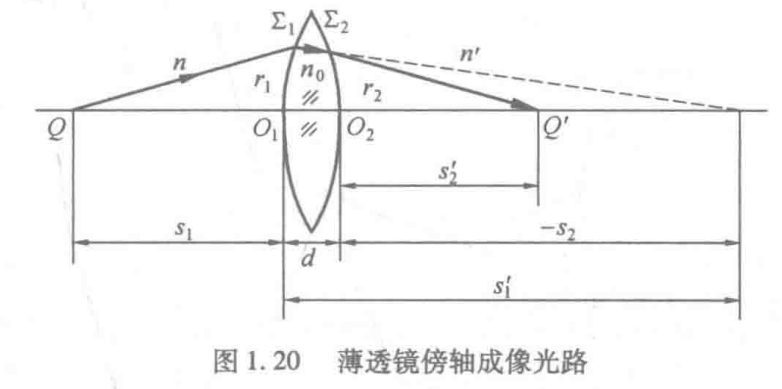 Σ₁ Σ₂
n n₀ n′
r₁ r₂
Q O₁ O₂ Q′
s′₂
s₁ d −s₂
s′₁
图 1.20 薄透镜傍轴成像光路